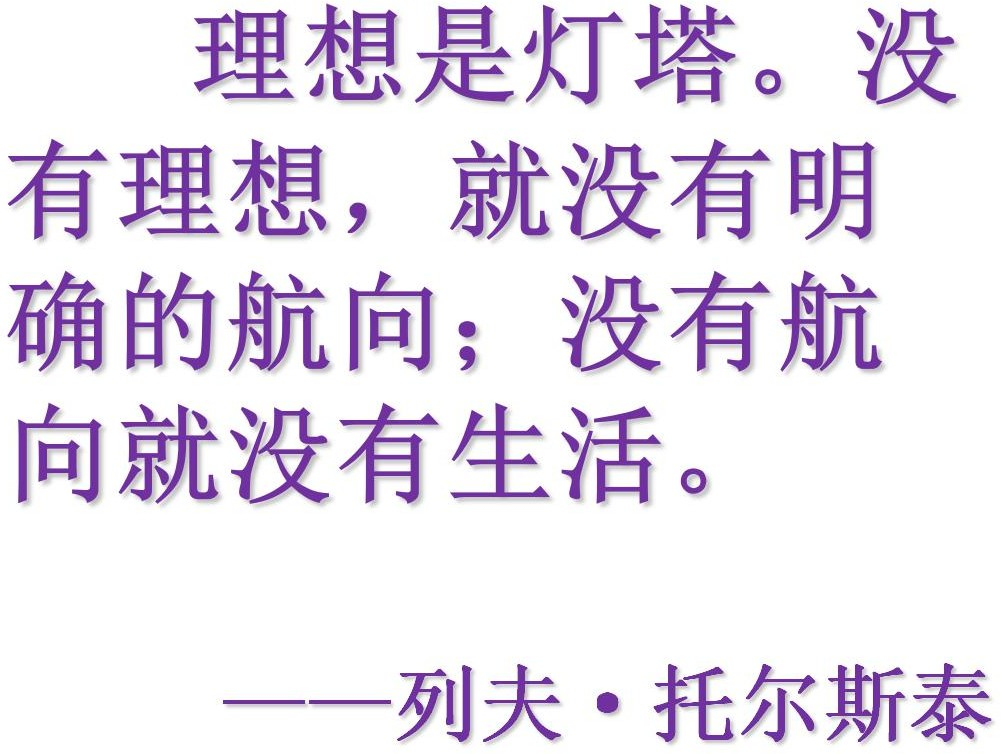 理想是灯塔。没
有理想，就没有明
确的航向；没有航
向就没有生活。
——列夫·托尔斯泰